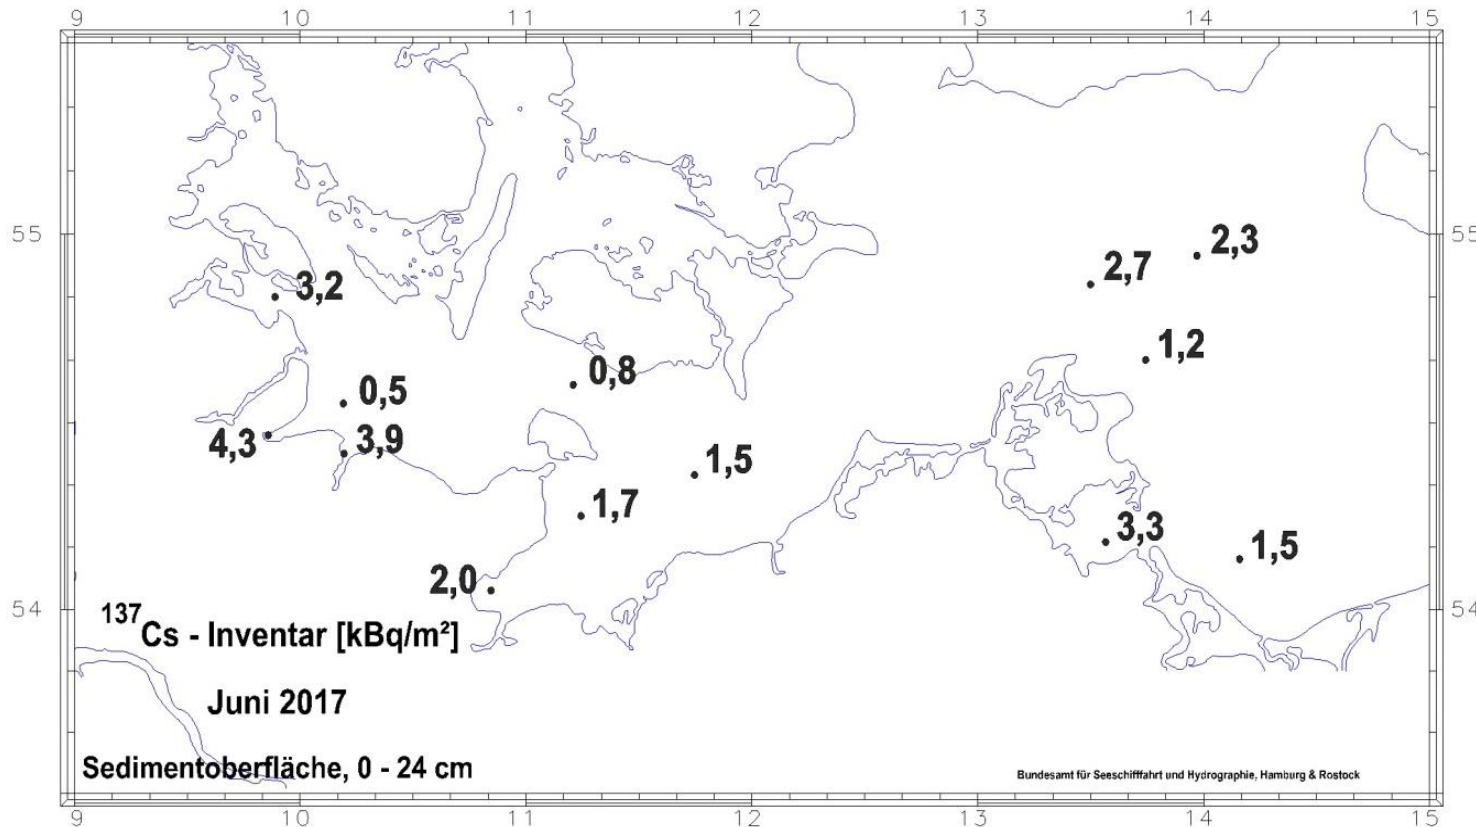 9 10 11 12 13 14 15
55 55
2,3
2,7
3,2
1,2
0,8
0,5
3,9
4,3
1,5
1,7
3,3
1,5
2,0
54 54
137Cs - Inventar [kBq/m²]
Juni 2017
Sedimentoberfläche, 0 - 24 cm
Bundesamt für Seeschifffahrt und Hydrographie, Hamburg & Rostock
9 10 11 12 13 14 15